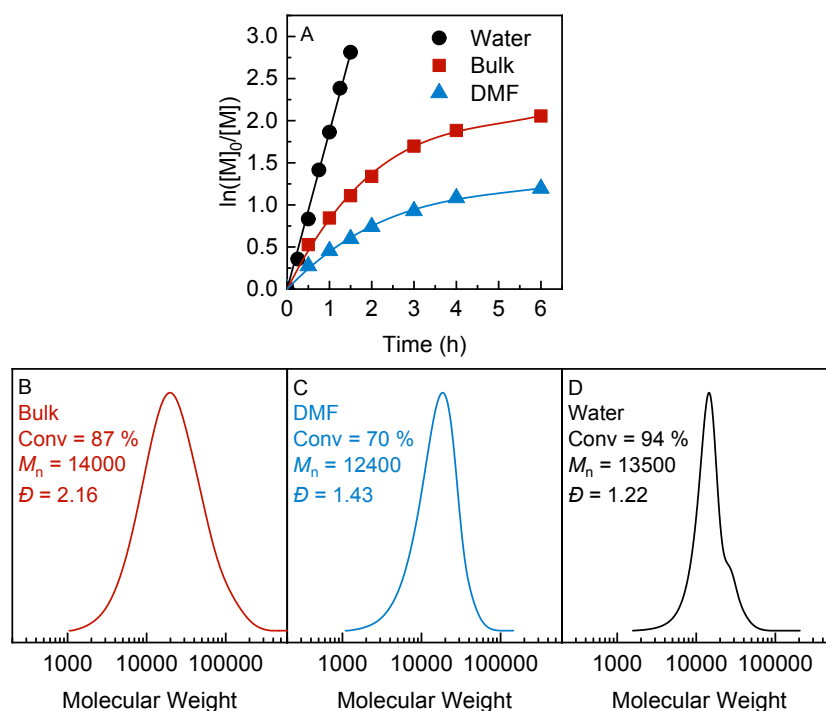 A
Water
Bulk
DMF
3.0
2.5
2.0
1.5
1.0
0.5
0.0
ln([M]0/[M])
0 1 2 3 4 5 6
Time (h)
B
Bulk
Conv = 87 %
Mn = 14000
Đ = 2.16
1000 10000 100000
Molecular Weight
C
DMF
Conv = 70 %
Mn = 12400
Đ = 1.43
1000 10000 100000
Molecular Weight
D
Water
Conv = 94 %
Mn = 13500
Đ = 1.22
1000 10000 100000
Molecular Weight